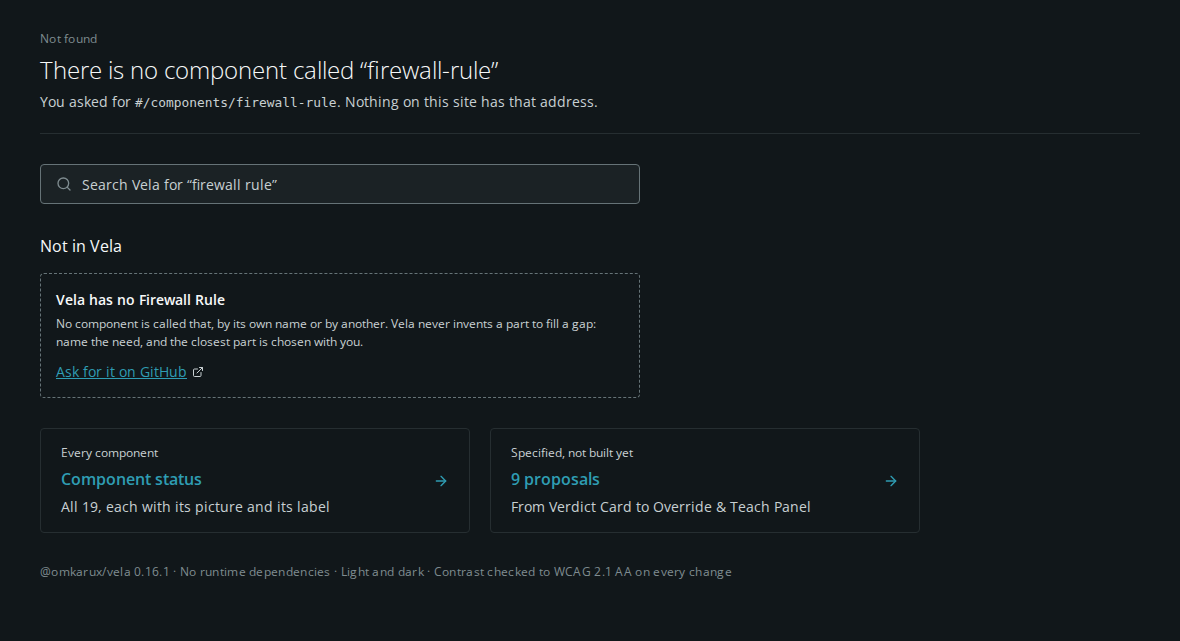 Not found
There is no component called “firewall-rule”
You asked for #/components/firewall-rule. Nothing on this site has that address.
Search Vela for “firewall rule”
Not in Vela
Vela has no Firewall Rule
No component is called that, by its own name or by another. Vela never invents a part to fill a gap:
name the need, and the closest part is chosen with you.
Ask for it on GitHub
Every component
Component status
All 19, each with its picture and its label
Specified, not built yet
9 proposals
From Verdict Card to Override & Teach Panel
@omkarux/vela 0.16.1 · No runtime dependencies · Light and dark · Contrast checked to WCAG 2.1 AA on every change